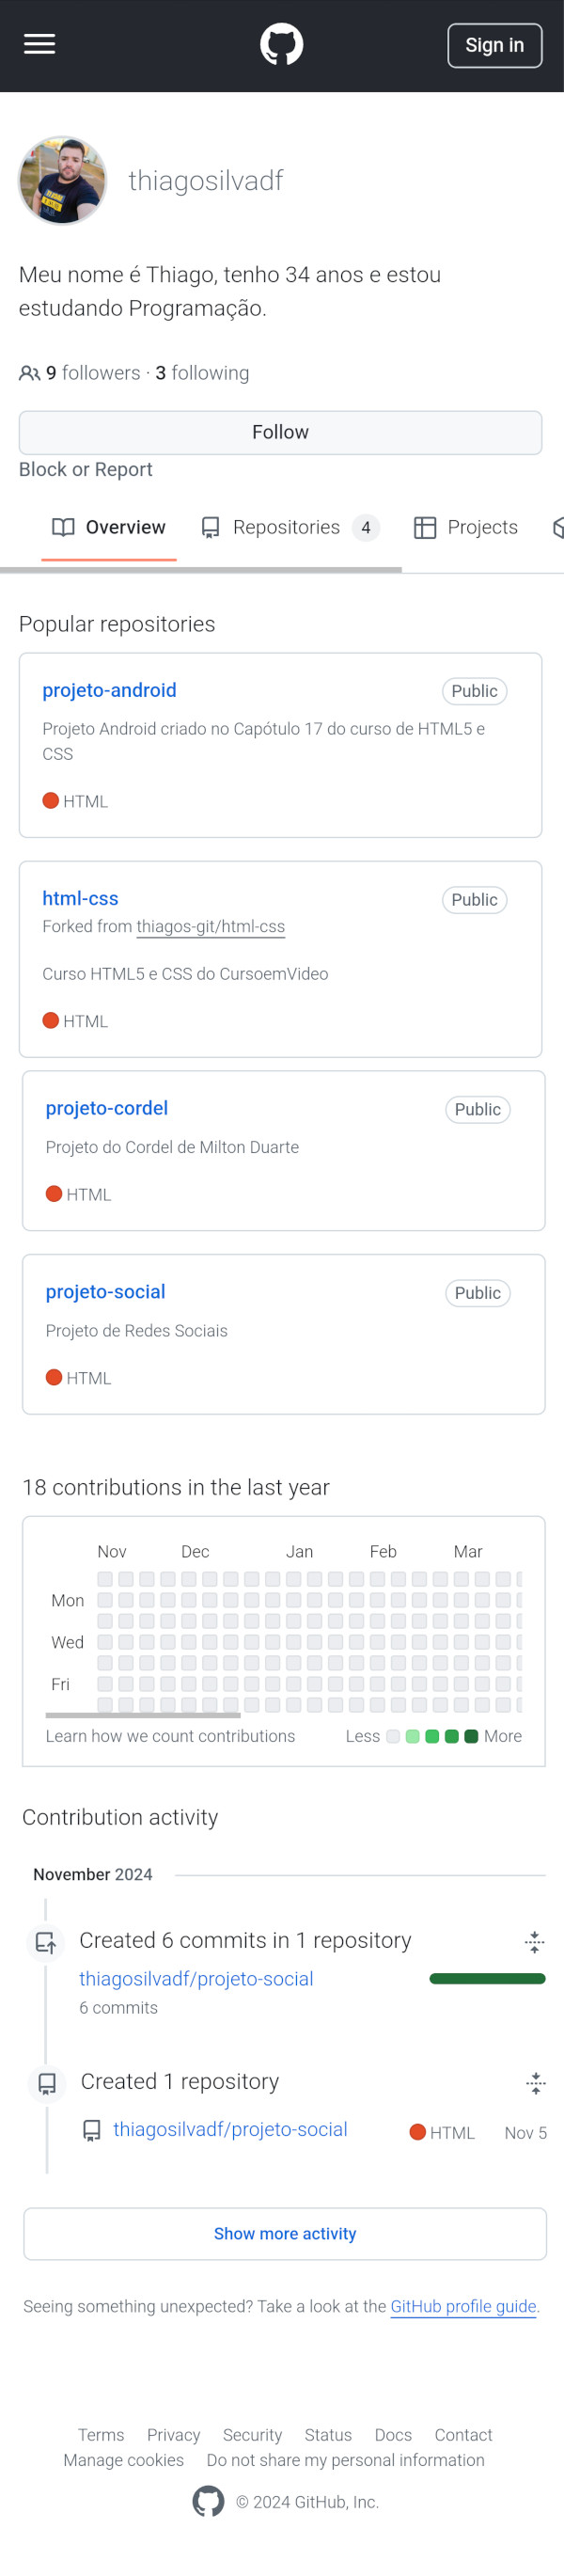 Sign in
thiagosilvadf
Meu nome é Thiago, tenho 34 anos e estou
estudando Programação.
9 followers · 3 following
Follow
Block or Report
Overview Repositories 4 Projects
Popular repositories
projeto-android Public
Projeto Android criado no Capótulo 17 do curso de HTML5 e
CSS
HTML
html-css Public
Forked from thiagos-git/html-css
Curso HTML5 e CSS do CursoemVideo
HTML
projeto-cordel Public
Projeto do Cordel de Milton Duarte
HTML
projeto-social Public
Projeto de Redes Sociais
HTML
18 contributions in the last year
Nov Dec Jan Feb Mar
Mon
Wed
Fri
Learn how we count contributions Less More
Contribution activity
November 2024
Created 6 commits in 1 repository
thiagosilvadf/projeto-social
6 commits
Created 1 repository
thiagosilvadf/projeto-social HTML Nov 5
Show more activity
Seeing something unexpected? Take a look at the GitHub profile guide.
Terms Privacy Security Status Docs Contact
Manage cookies Do not share my personal information
© 2024 GitHub, Inc.